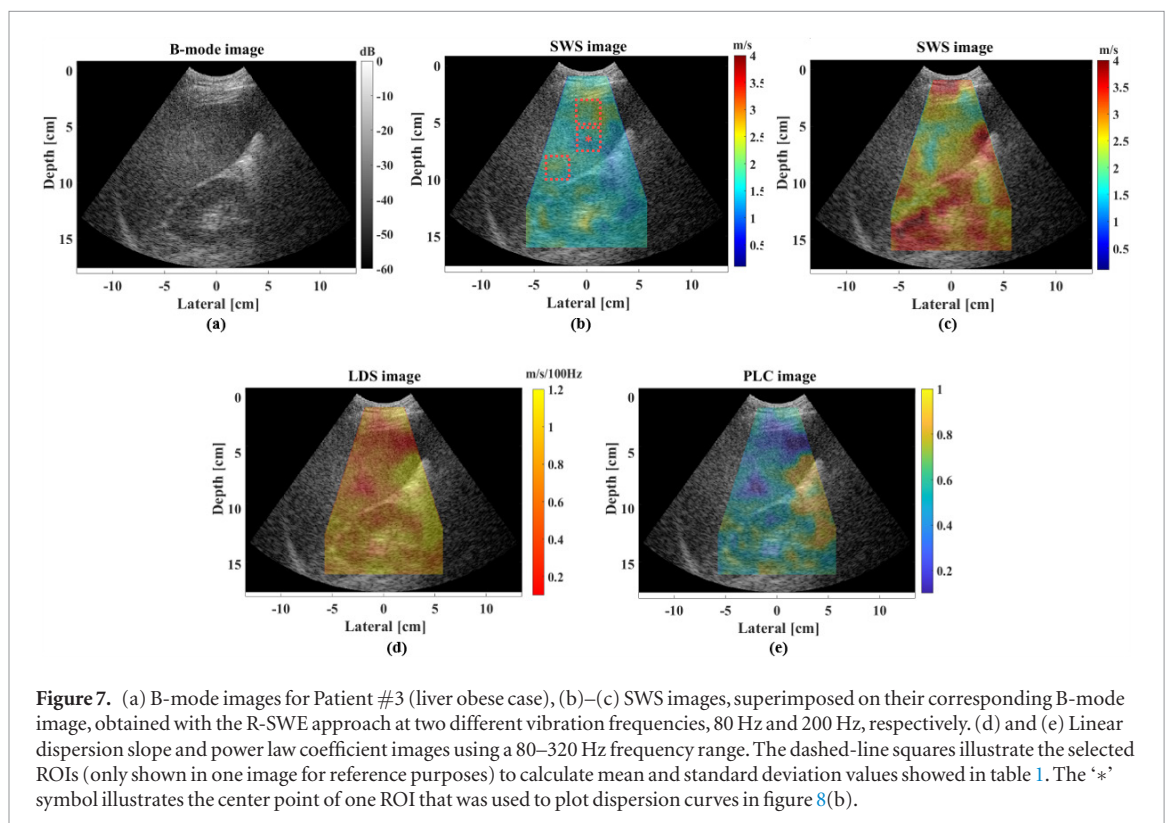 B-mode image
dB
0
-10
-20
-30
-40
-50
-60
0
5
10
15
Depth [cm]
-10 -5 0 5 10
Lateral [cm]
(a)
SWS image
m/s
4
3.5
3
2.5
2
1.5
1
0.5
0
5
10
15
Depth [cm]
-10 -5 0 5 10
Lateral [cm]
(b)
SWS image
m/s
4
3.5
3
2.5
2
1.5
1
0.5
0
5
10
15
Depth [cm]
-10 -5 0 5 10
Lateral [cm]
(c)
LDS image
m/s/100Hz
1.2
1
0.8
0.6
0.4
0.2
0
5
10
15
Depth [cm]
-10 -5 0 5 10
Lateral [cm]
(d)
PLC image
1
0.8
0.6
0.4
0.2
0
5
10
15
Depth [cm]
-10 -5 0 5 10
Lateral [cm]
(e)
Figure 7. (a) B-mode images for Patient #3 (liver obese case), (b)–(c) SWS images, superimposed on their corresponding B-mode
image, obtained with the R-SWE approach at two different vibration frequencies, 80 Hz and 200 Hz, respectively. (d) and (e) Linear
dispersion slope and power law coefficient images using a 80–320 Hz frequency range. The dashed-line squares illustrate the selected
ROIs (only shown in one image for reference purposes) to calculate mean and standard deviation values showed in table 1. The ‘∗’
symbol illustrates the center point of one ROI that was used to plot dispersion curves in figure 8(b).